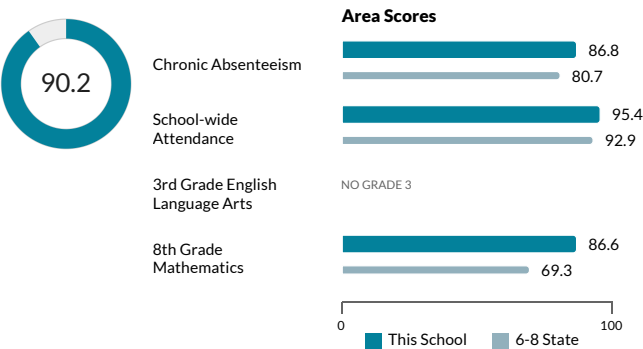 Area Scores
90.2
Chronic Absenteeism
86.8
80.7
School-wide
Attendance
95.4
92.9
3rd Grade English
Language Arts
NO GRADE 3
8th Grade
Mathematics
86.6
69.3
0
100
This School
6-8 State